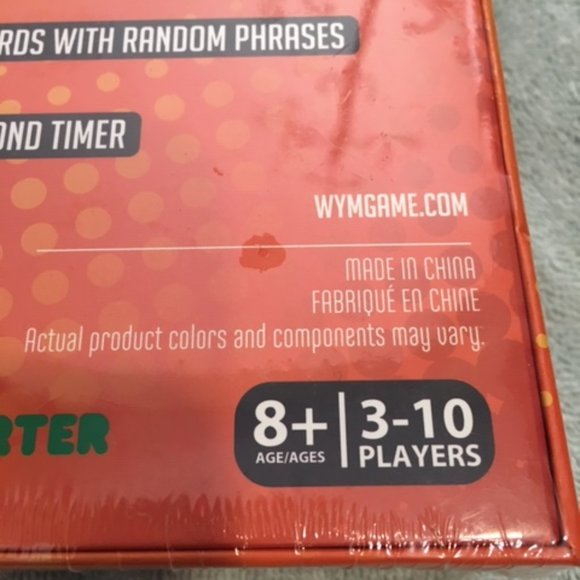 RDS WITH RANDOM PHRASES
OND TIMER
WYMGAME.COM
MADE IN CHINA
FABRIQUÉ EN CHINE
Actual product colors and components may vary.
RTER
8+ 3-10
AGE/AGES PLAYERS